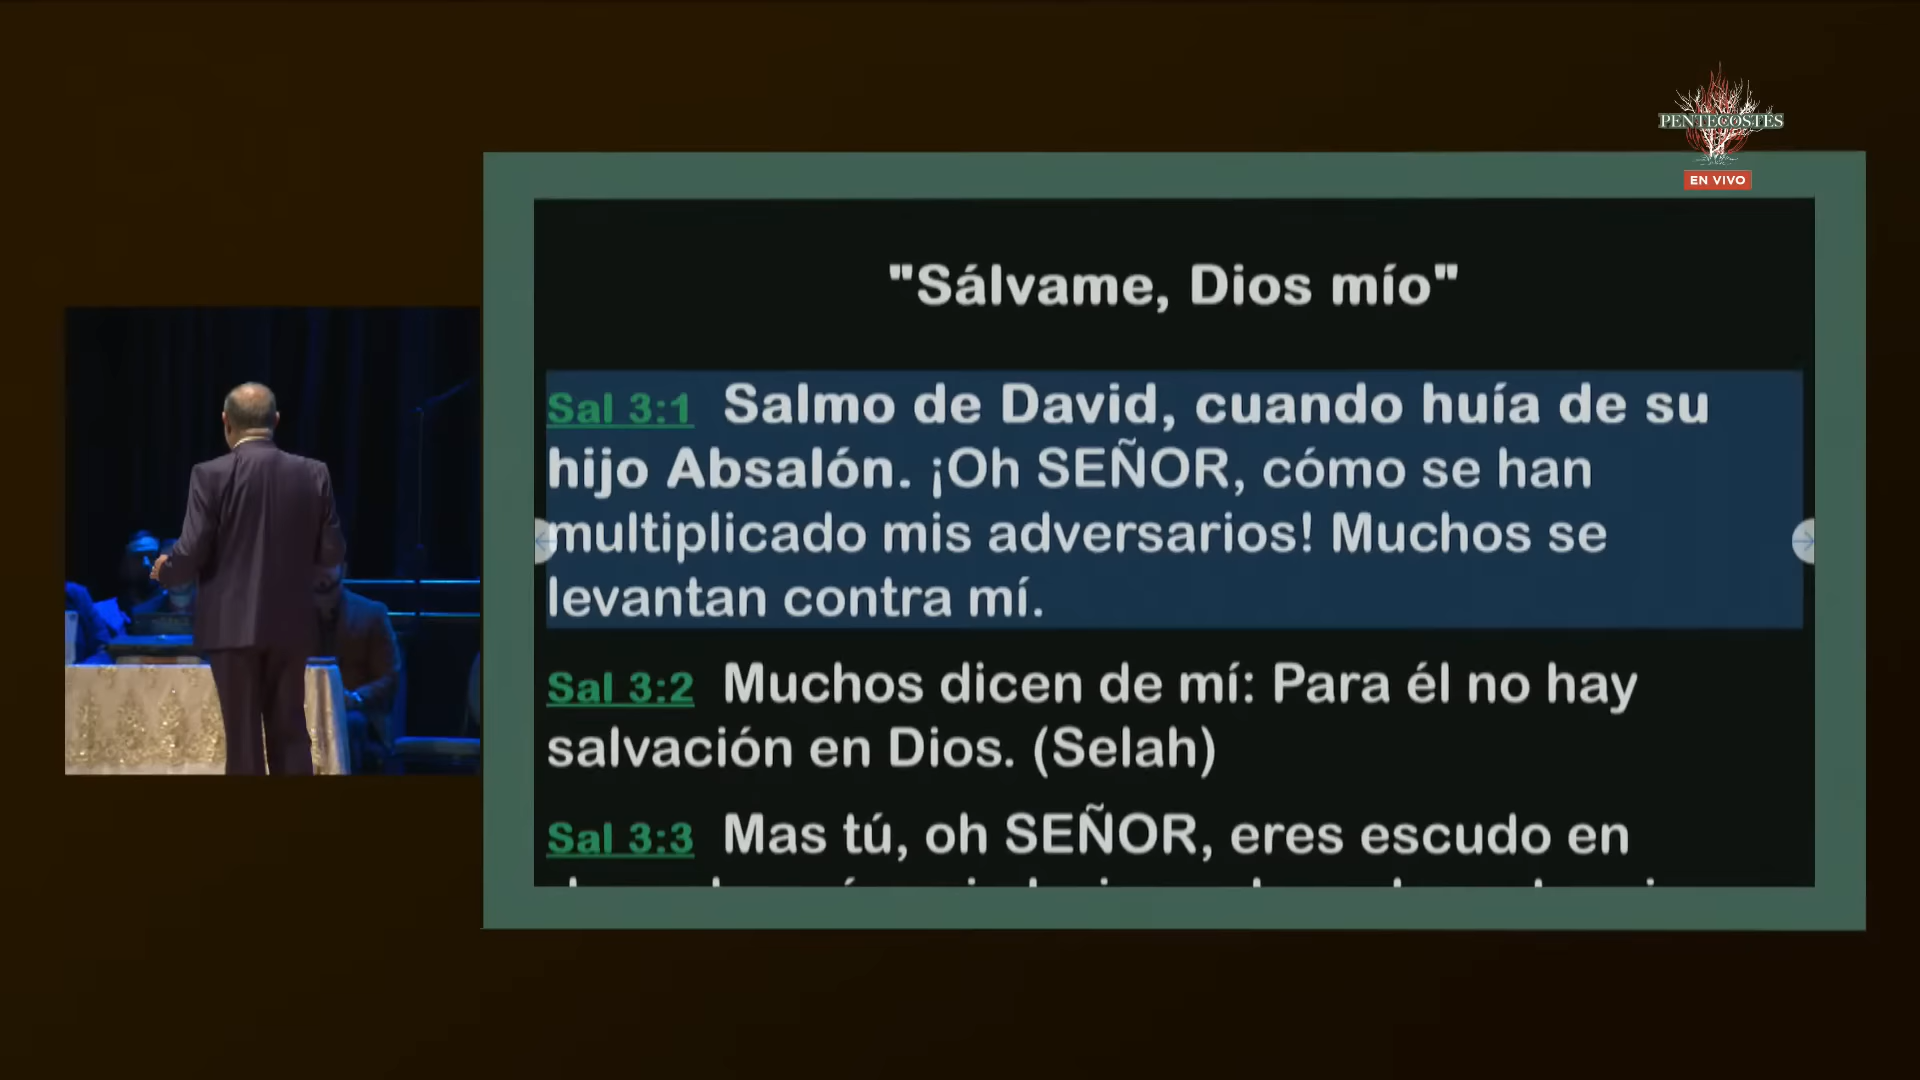 PENTECOSTÉS
EN VIVO
"Sálvame, Dios mío"
Sal 3:1 Salmo de David, cuando huía de su
hijo Absalón. ¡Oh SEÑOR, cómo se han
multiplicado mis adversarios! Muchos se
levantan contra mí.
Sal 3:2 Muchos dicen de mí: Para él no hay
salvación en Dios. (Selah)
Sal 3:3 Mas tú, oh SEÑOR, eres escudo en